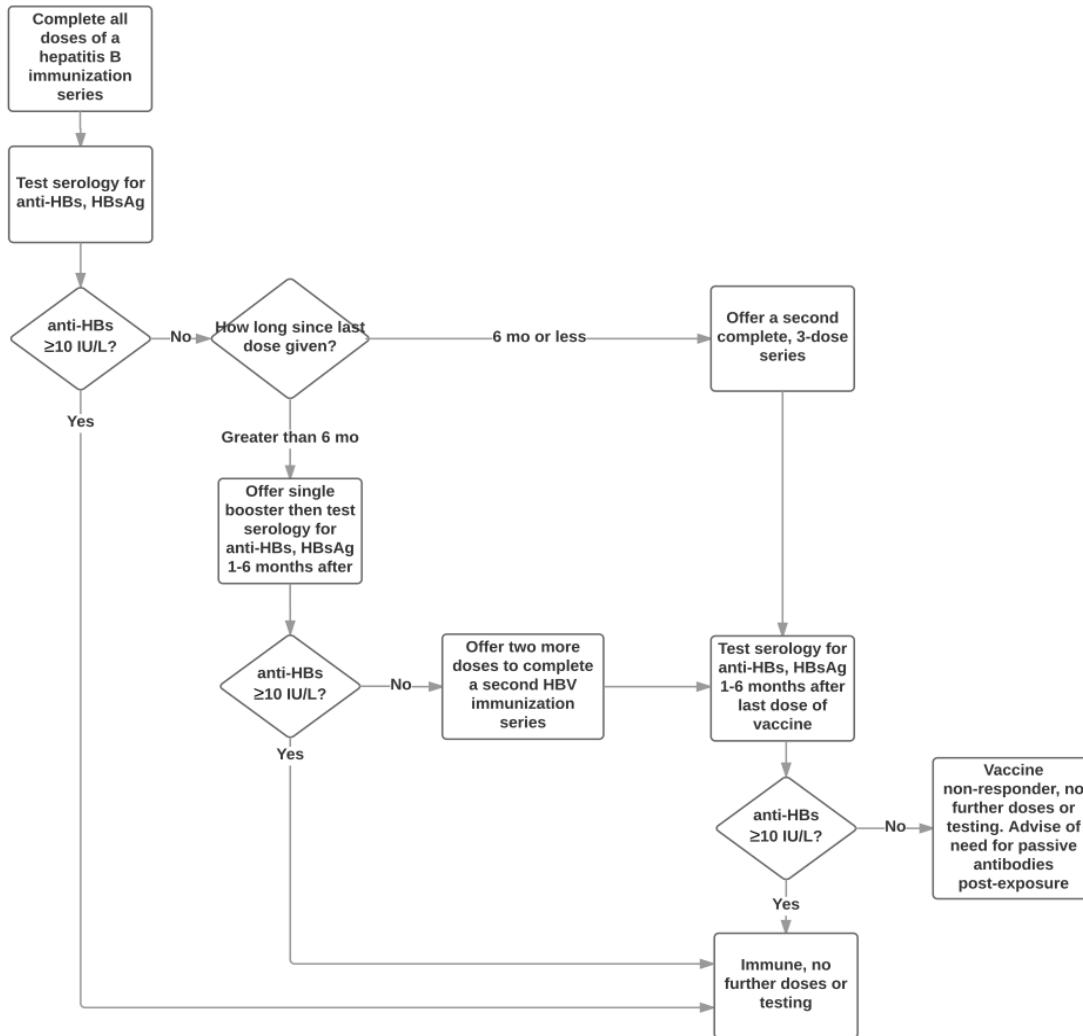 Complete all
doses of a
hepatitis B
immunization
series
Test serology for
anti-HBs, HBsAg
anti-HBs
≥10 IU/L?
No
How long since last
dose given?
6 mo or less
Offer a second
complete, 3-dose
series
Yes
Greater than 6 mo
Offer single
booster then test
serology for
anti-HBs, HBsAg
1-6 months after
anti-HBs
≥10 IU/L?
No
Offer two more
doses to complete
a second HBV
immunization
series
Test serology for
anti-HBs, HBsAg
1-6 months after
last dose of
vaccine
Yes
anti-HBs
≥10 IU/L?
No
Vaccine
non-responder, no
further doses or
testing. Advise of
need for passive
antibodies
post-exposure
Yes
Immune, no
further doses or
testing